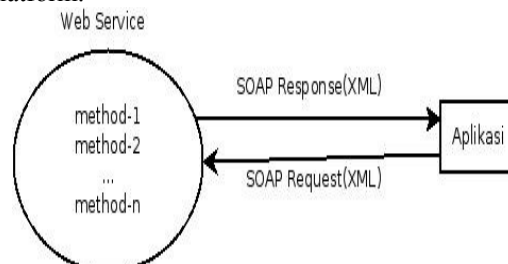 Web Service
method-1
method-2
...
method-n
SOAP Response(XML)
SOAP Request(XML)
Aplikasi